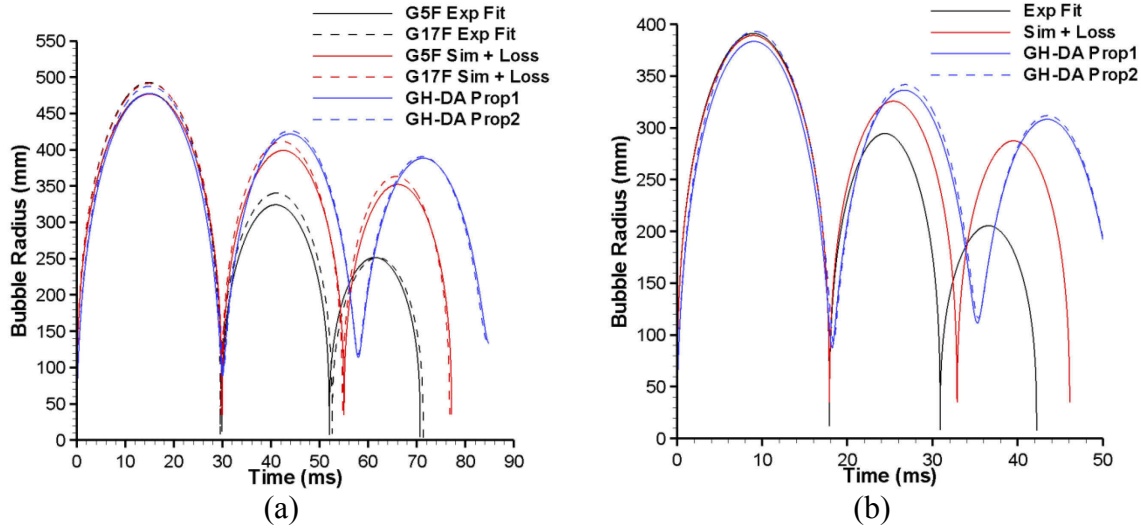 G5F Exp Fit
G17F Exp Fit
G5F Sim + Loss
G17F Sim + Loss
GH-DA Prop1
GH-DA Prop2
Bubble Radius (mm)
550
500
450
400
350
300
250
200
150
100
50
0
0 10 20 30 40 50 60 70 80 90
Time (ms)
(a)
Exp Fit
Sim + Loss
GH-DA Prop1
GH-DA Prop2
Bubble Radius (mm)
400
350
300
250
200
150
100
50
0
0 10 20 30 40 50
Time (ms)
(b)